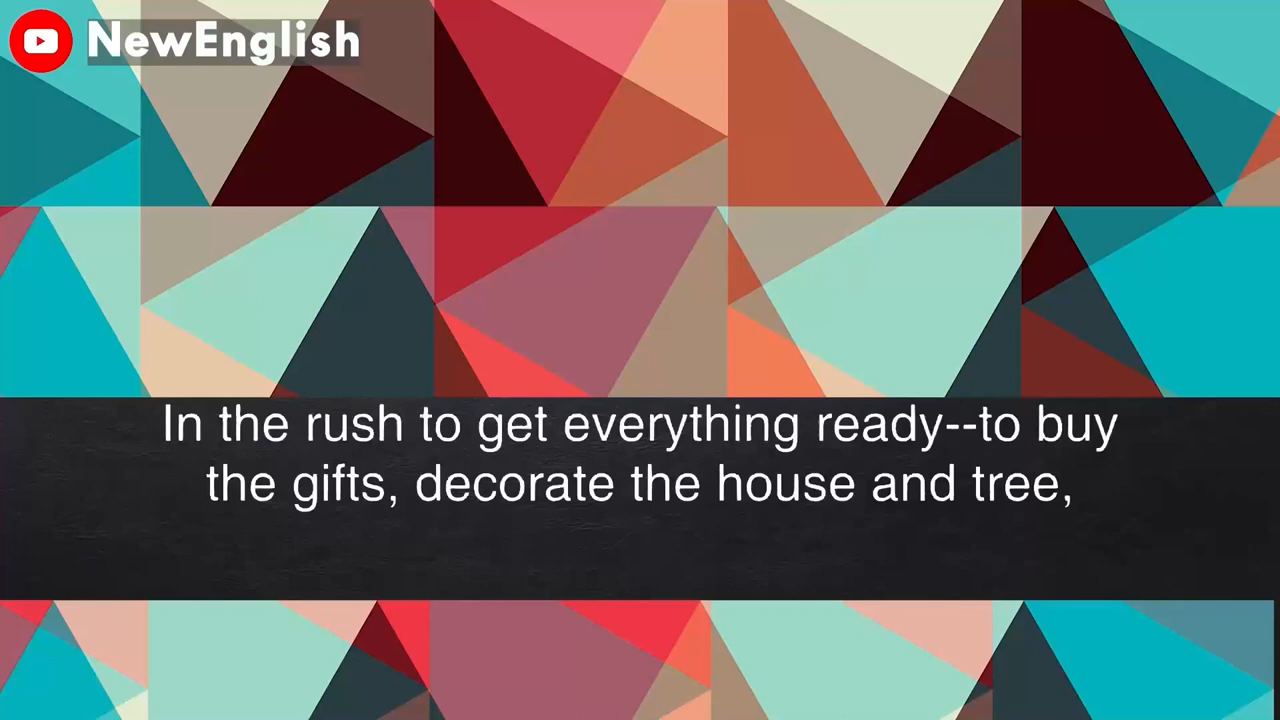 NewEnglish
In the rush to get everything ready--to buy
the gifts, decorate the house and tree,